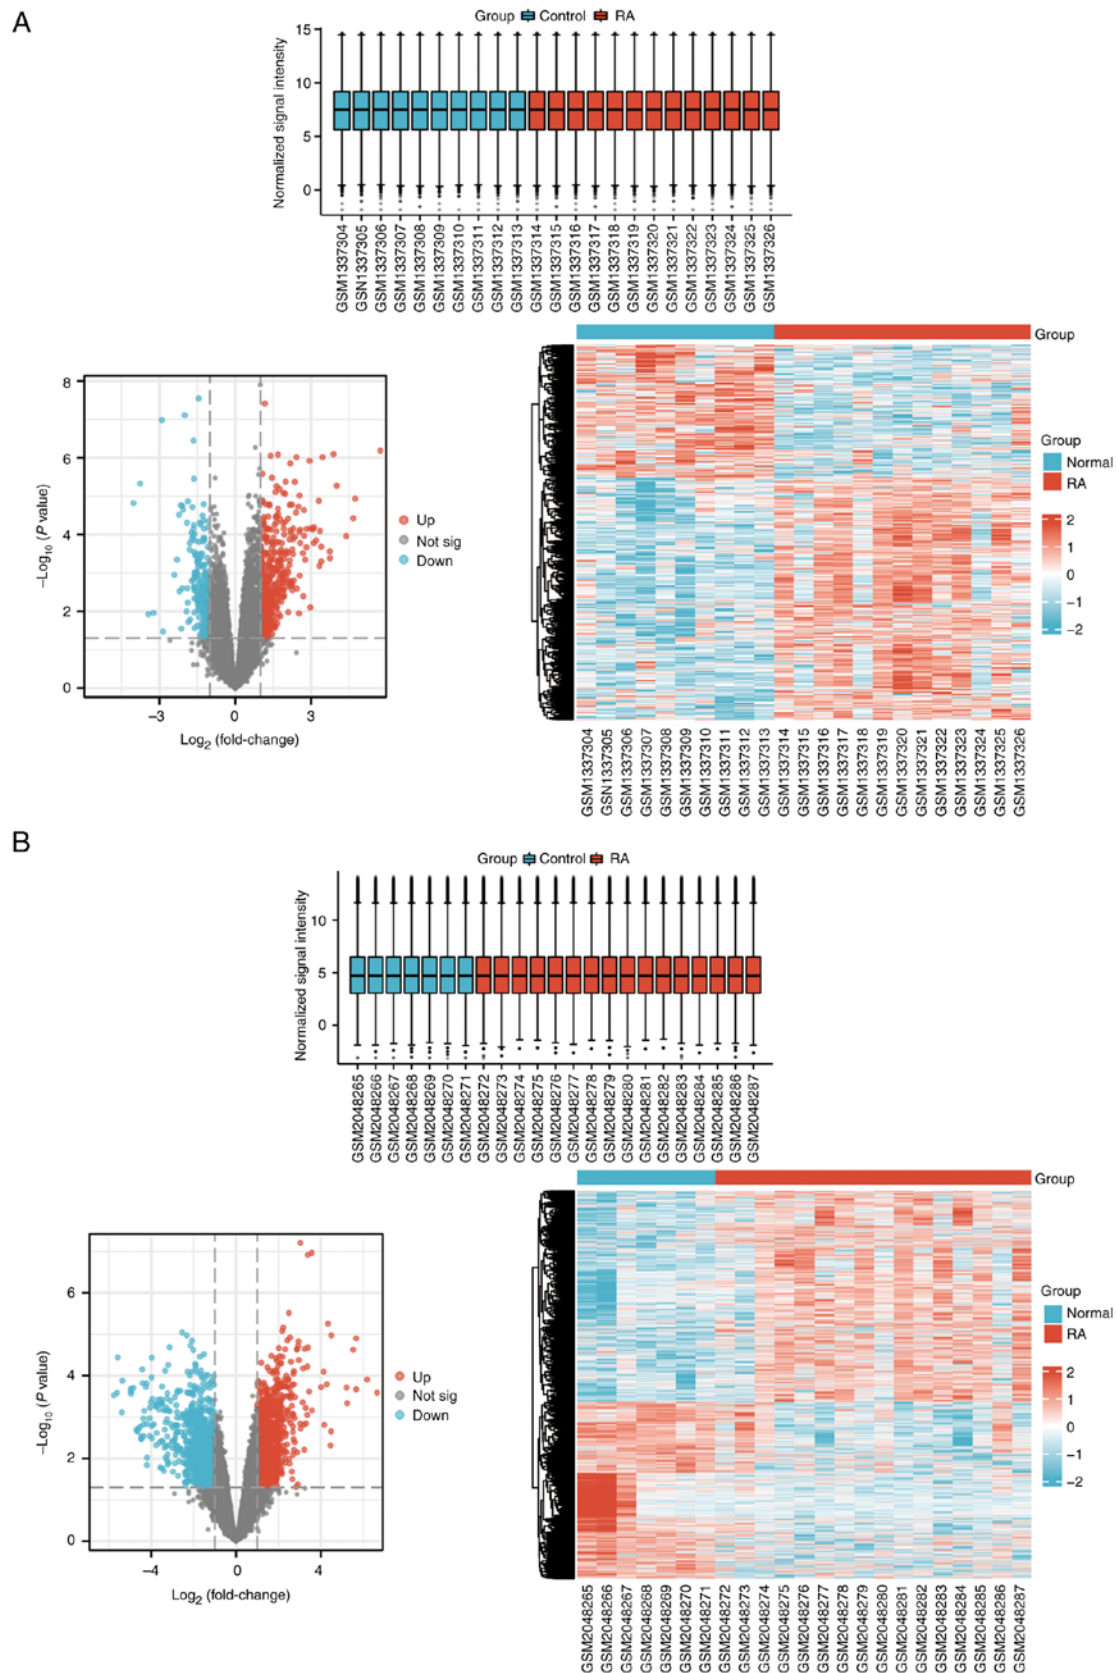 A
Group Control RA
Normalized signal intensity
15
10
5
0
GSM1337304
GSN1337305
GSM1337306
GSM1337307
GSM1337308
GSM1337309
GSM1337310
GSM1337311
GSM1337312
GSM1337313
GSM1337314
GSM1337315
GSM1337316
GSM1337317
GSM1337318
GSM1337319
GSM1337320
GSM1337321
GSM1337322
GSM1337323
GSM1337324
GSM1337325
GSM1337326
–Log10 (P value)
8
6
4
2
0
–3
0
3
Log2 (fold-change)
Up
Not sig
Down
Group
Group
Normal
RA
2
1
0
–1
–2
GSM1337304
GSN1337305
GSM1337306
GSM1337307
GSM1337308
GSM1337309
GSM1337310
GSM1337311
GSM1337312
GSM1337313
GSM1337314
GSM1337315
GSM1337316
GSM1337317
GSM1337318
GSM1337319
GSM1337320
GSM1337321
GSM1337322
GSM1337323
GSM1337324
GSM1337325
GSM1337326
B
Group Control RA
Normalized signal intensity
10
5
0
GSM2048265
GSM2048266
GSM2048267
GSM2048268
GSM2048269
GSM2048270
GSM2048271
GSM2048272
GSM2048273
GSM2048274
GSM2048275
GSM2048276
GSM2048277
GSM2048278
GSM2048279
GSM2048280
GSM2048281
GSM2048282
GSM2048283
GSM2048284
GSM2048285
GSM2048286
GSM2048287
–Log10 (P value)
6
4
2
0
–4
0
4
Log2 (fold-change)
Up
Not sig
Down
Group
Group
Normal
RA
2
1
0
–1
–2
GSM2048265
GSM2048266
GSM2048267
GSM2048268
GSM2048269
GSM2048270
GSM2048271
GSM2048272
GSM2048273
GSM2048274
GSM2048275
GSM2048276
GSM2048277
GSM2048278
GSM2048279
GSM2048280
GSM2048281
GSM2048282
GSM2048283
GSM2048284
GSM2048285
GSM2048286
GSM2048287